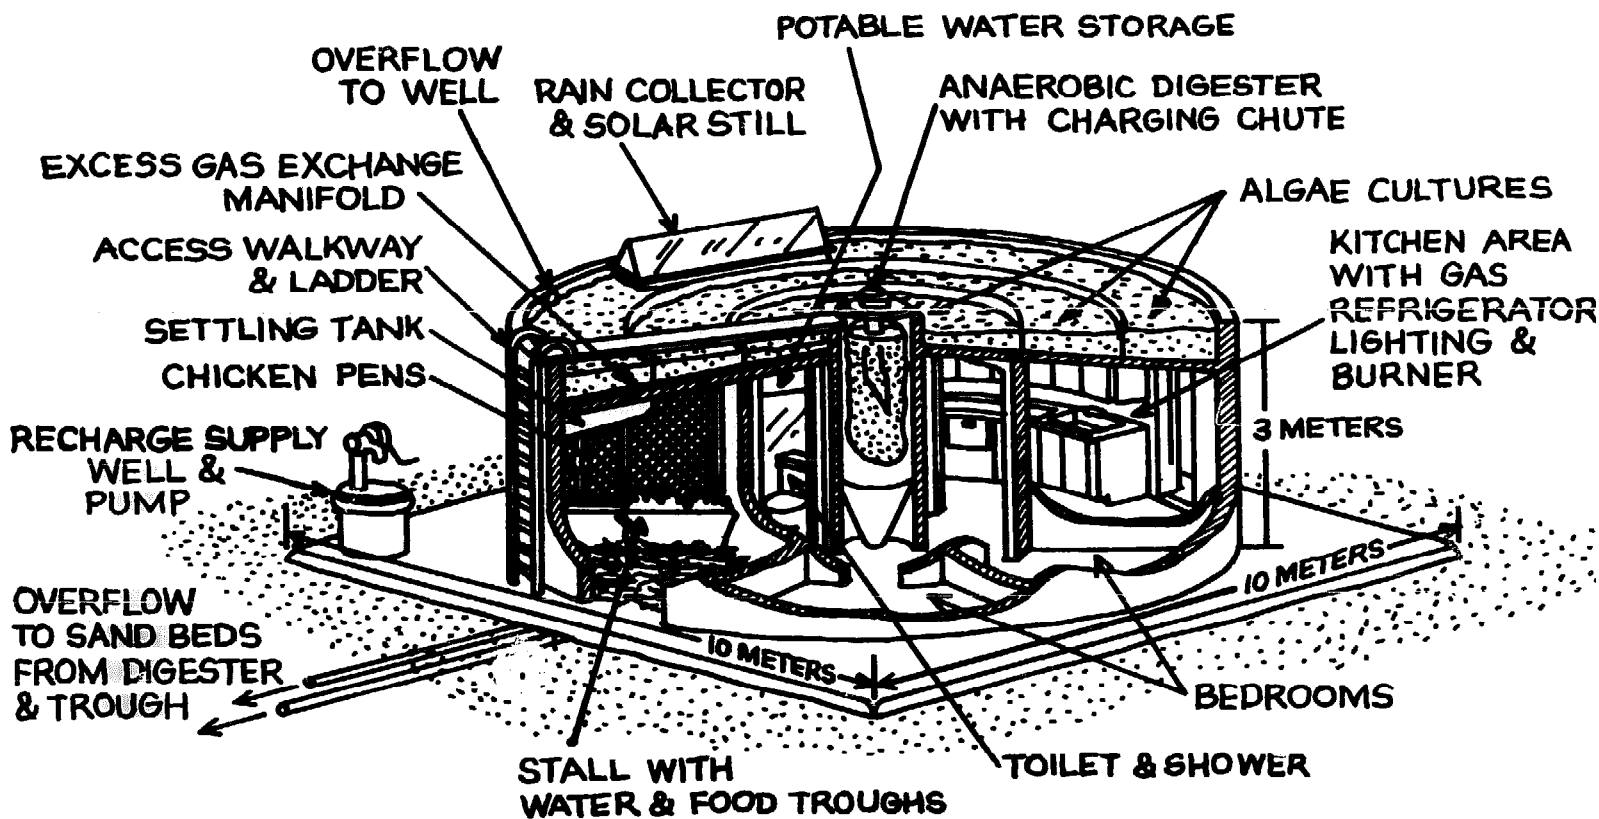 POTABLE WATER STORAGE
OVERFLOW
TO WELL
RAIN COLLECTOR
& SOLAR STILL
ANAEROBIC DIGESTER
WITH CHARGING CHUTE
EXCESS GAS EXCHANGE
MANIFOLD
ALGAE CULTURES
ACCESS WALKWAY
& LADDER
KITCHEN AREA
WITH GAS
REFRIGERATOR
LIGHTING &
BURNER
SETTLING TANK
CHICKEN PENS
3 METERS
RECHARGE SUPPLY
WELL &
PUMP
10 METERS
OVERFLOW
TO SAND BEDS
FROM DIGESTER
& TROUGH
10 METERS
BEDROOMS
STALL WITH
WATER & FOOD TROUGHS
TOILET & SHOWER